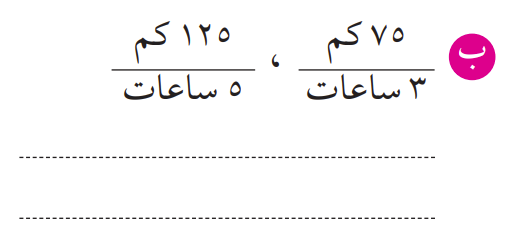 ب
٧٥ كم ، ١٢٥ كم
٣ ساعات ٥ ساعات